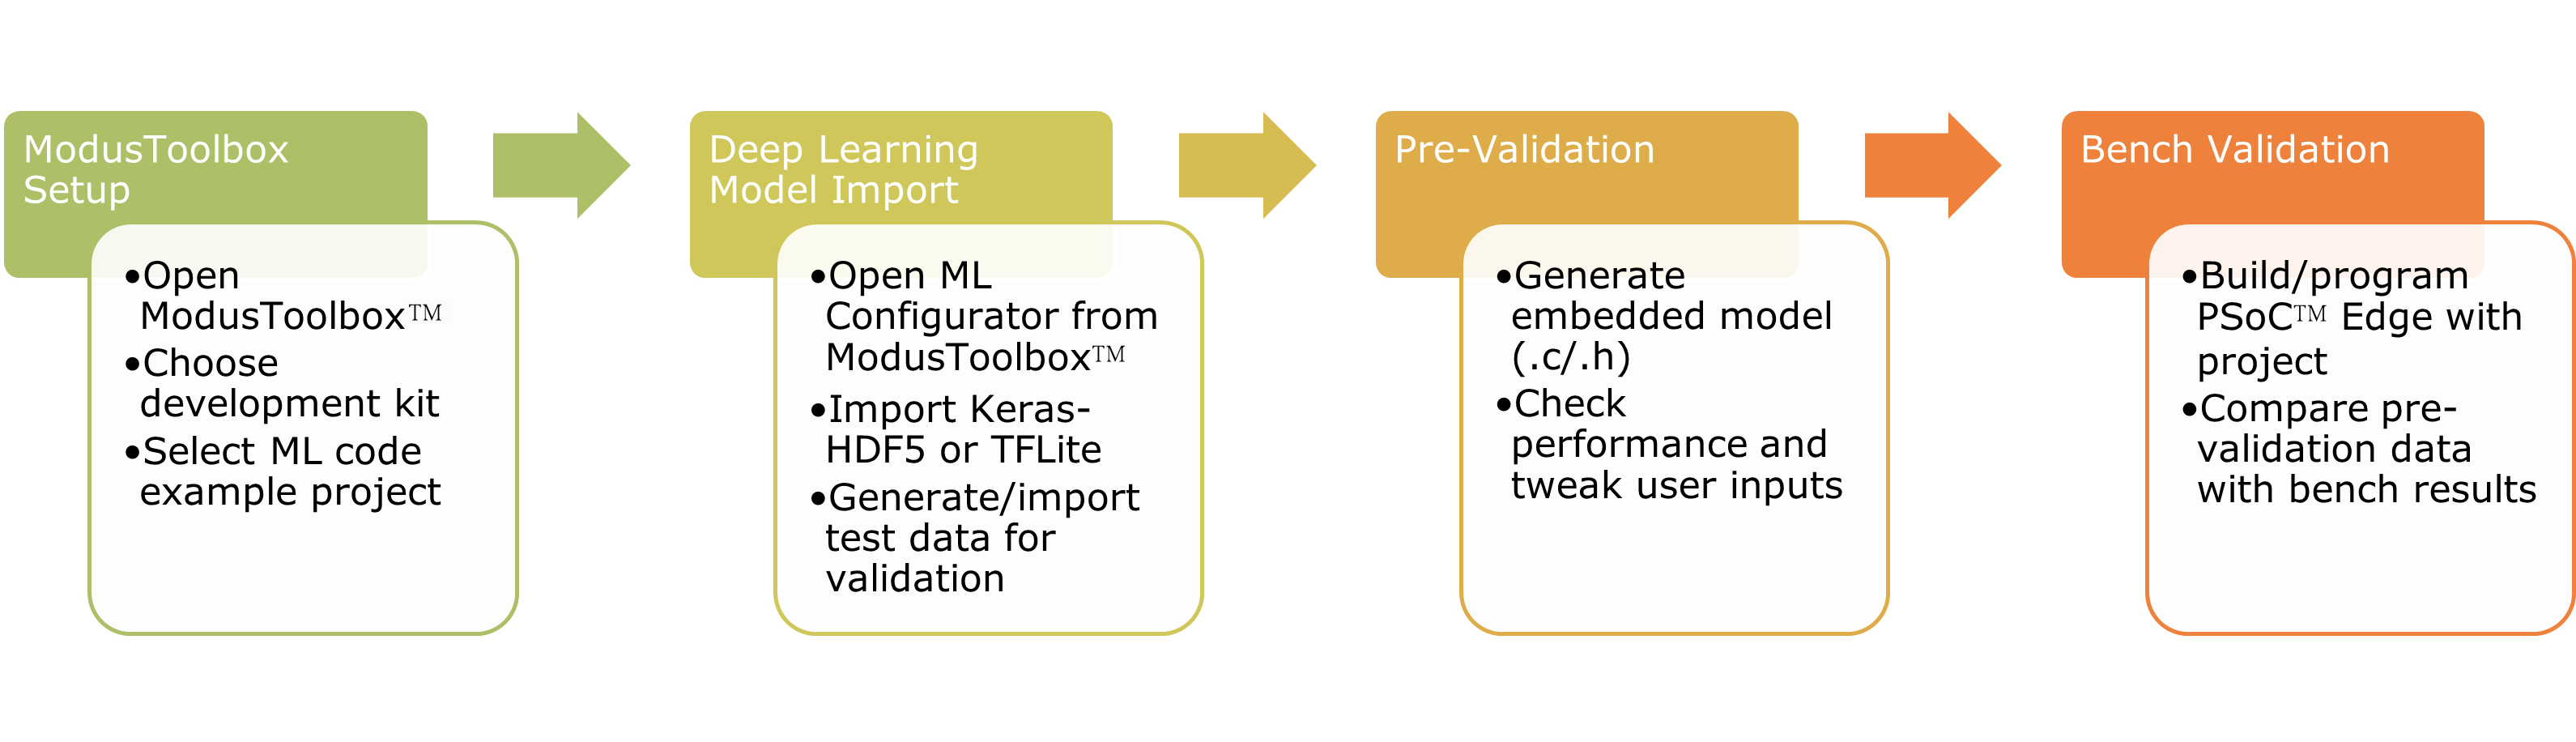 ModusToolbox
Setup
•Open
ModusToolbox™
•Choose
development kit
•Select ML code
example project
Deep Learning
Model Import
•Open ML
Configurator from
ModusToolbox™
•Import Keras-
HDF5 or TFLite
•Generate/import
test data for
validation
Pre-Validation
•Generate
embedded model
(.c/.h)
•Check
performance and
tweak user inputs
Bench Validation
•Build/program
PSoC™ Edge with
project
•Compare pre-
validation data
with bench results